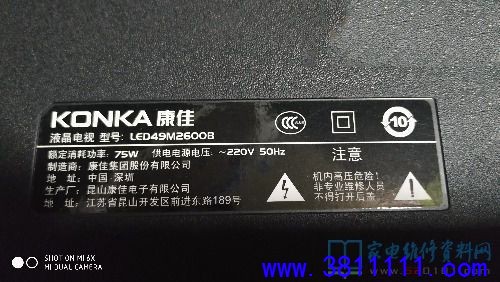 KONKA 康佳
液晶电视 型号: LED49M2600B
额定消耗功率: 75W 供电电源电压: ~220V 50Hz
制造商: 康佳集团股份有限公司
地 址: 中国·深圳
生产厂: 昆山康佳电子有限公司
地 址: 江苏省昆山开发区前进东路189号
10
注意
机内高压危险!
非专业维修人员
不得打开后盖
SHOT ON MI 6X
MI DUAL CAMERA
家电维修资料网
www.3811111.com